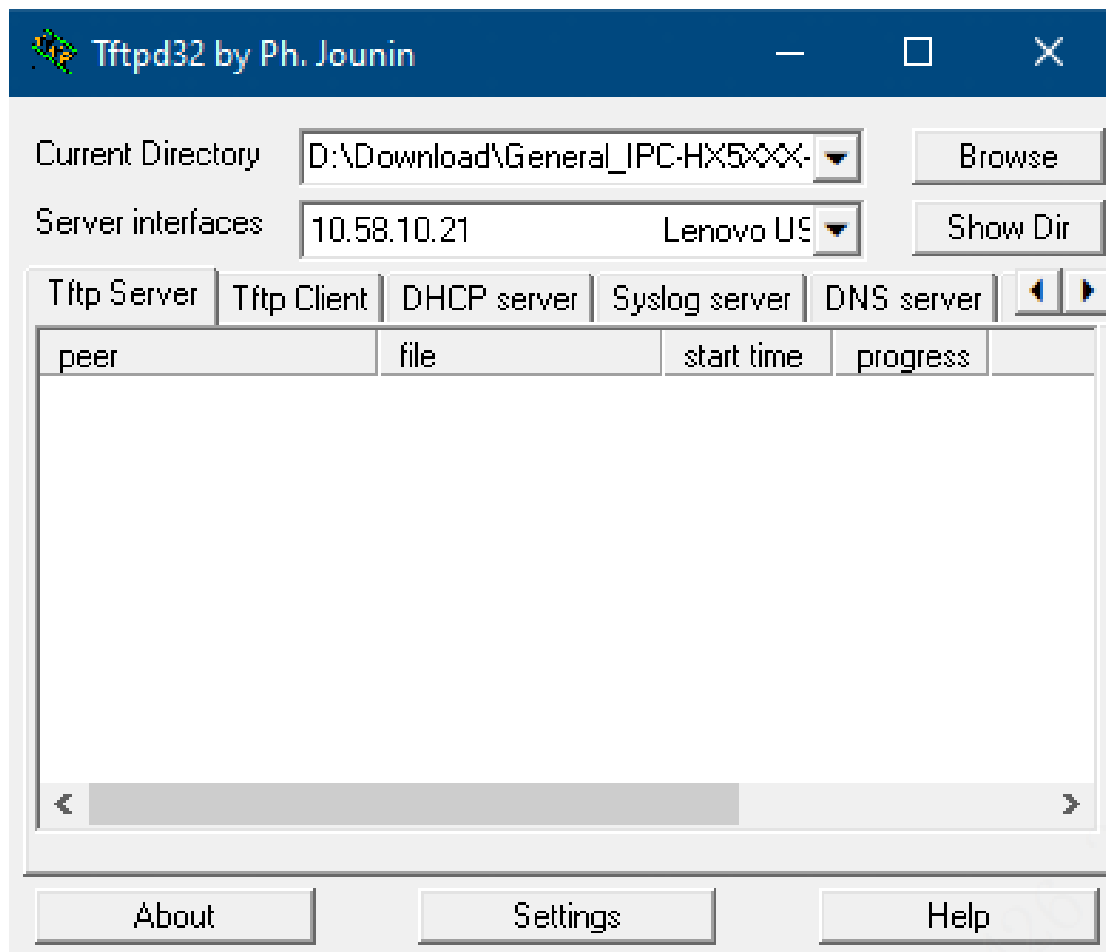 Tftpd32 by Ph. Jounin
Current Directory D:\Download\General_IPC-HX5XXX- Browse
Server interfaces 10.58.10.21 Lenovo US Show Dir
Tftp Server Tftp Client DHCP server Syslog server DNS server
peer file start time progress
About Settings Help